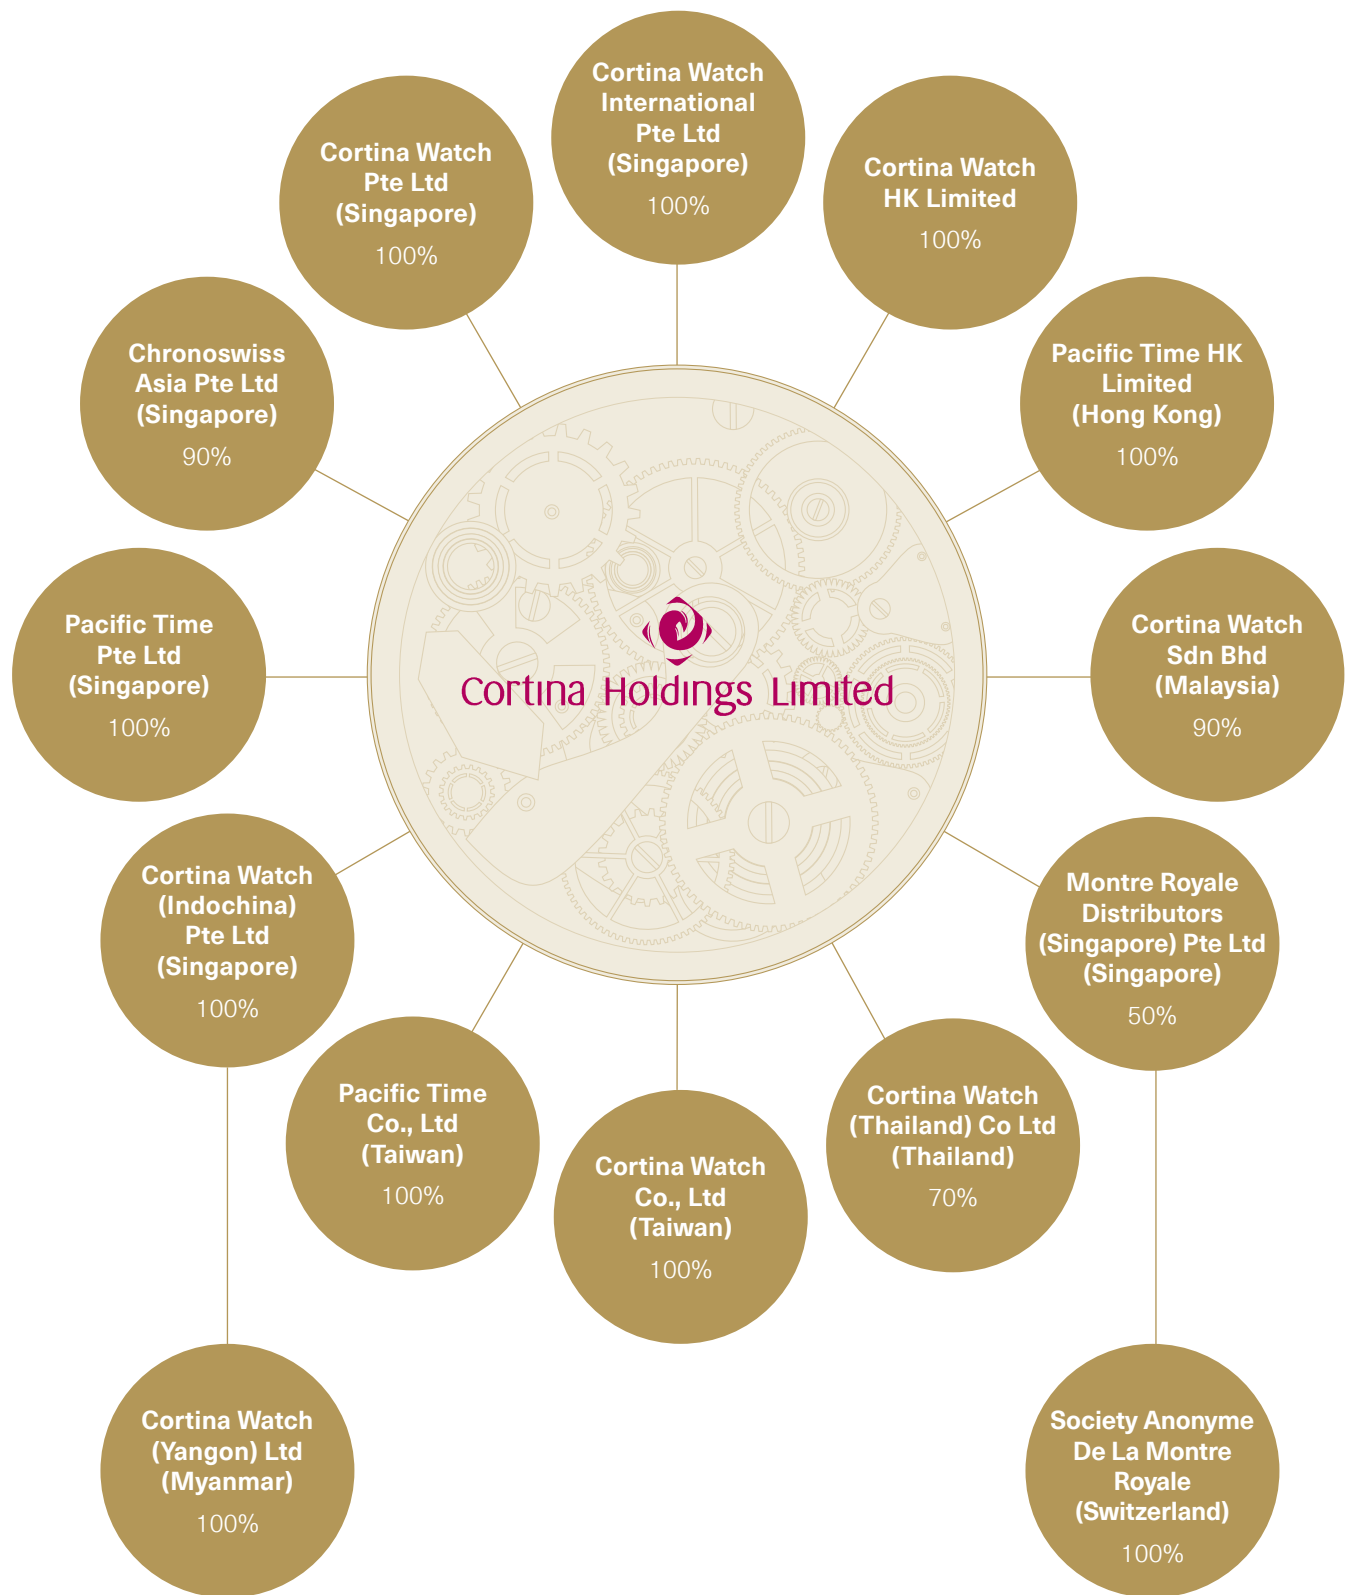 Cortina Watch
International
Pte Ltd
(Singapore)
100%
Cortina Watch
Pte Ltd
(Singapore)
100%
Cortina Watch
HK Limited
100%
Chronoswiss
Asia Pte Ltd
(Singapore)
90%
Pacific Time HK
Limited
(Hong Kong)
100%
Pacific Time
Pte Ltd
(Singapore)
100%
Cortina Holdings Limited
Cortina Watch
Sdn Bhd
(Malaysia)
90%
Cortina Watch
(Indochina)
Pte Ltd
(Singapore)
100%
Montre Royale
Distributors
(Singapore) Pte Ltd
(Singapore)
50%
Pacific Time
Co., Ltd
(Taiwan)
100%
Cortina Watch
Co., Ltd
(Taiwan)
100%
Cortina Watch
(Thailand) Co Ltd
(Thailand)
70%
Cortina Watch
(Yangon) Ltd
(Myanmar)
100%
Society Anonyme
De La Montre
Royale
(Switzerland)
100%